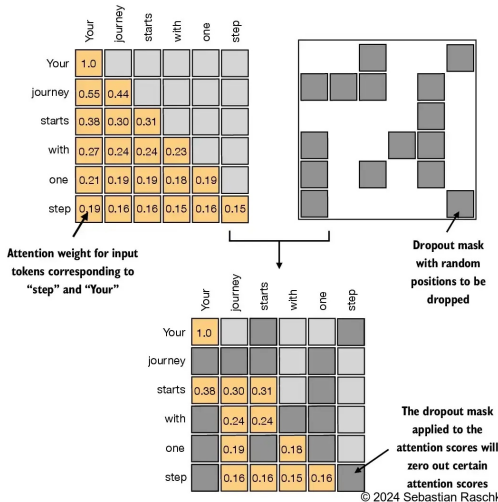 Your journey starts with one step
Your 1.0
journey 0.55 0.44
starts 0.38 0.30 0.31
with 0.27 0.24 0.24 0.23
one 0.21 0.19 0.19 0.18 0.19
step 0.19 0.16 0.16 0.15 0.16 0.15
Attention weight for input
tokens corresponding to
“step” and “Your”
Dropout mask
with random
positions to be
dropped
Your journey starts with one step
Your 1.0
journey
starts 0.38 0.30 0.31
with 0.24 0.24
one 0.19 0.18
step 0.16 0.16 0.15 0.16
The dropout mask
applied to the
attention scores will
zero out certain
attention scores
© 2024 Sebastian Raschk